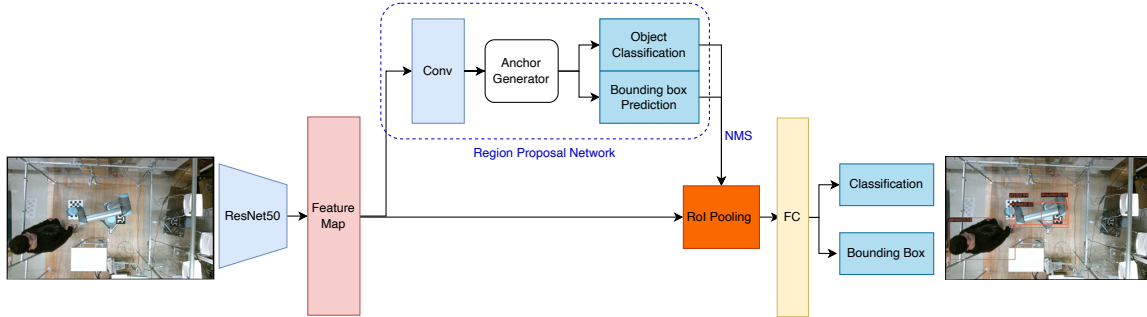 Conv
Anchor
Generator
Object
Classification
Bounding box
Prediction
Region Proposal Network
NMS
ResNet50
Feature
Map
RoI Pooling
FC
Classification
Bounding Box